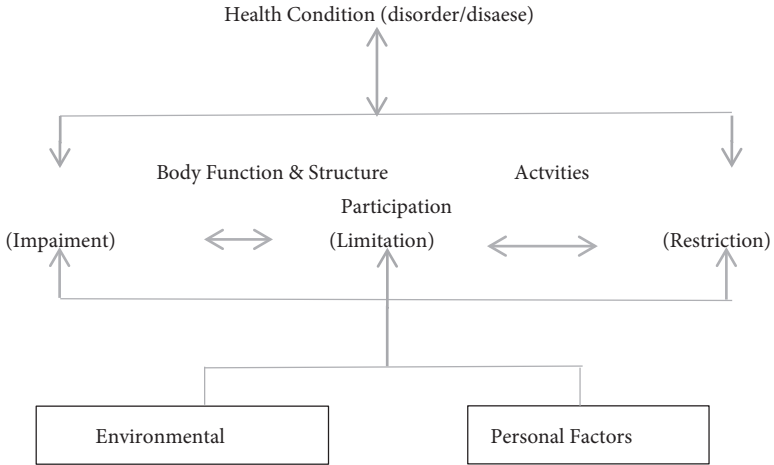 Health Condition (disorder/disaese)
Body Function & Structure Actvities
Participation
(Impaiment) (Limitation) (Restriction)
Environmental Personal Factors